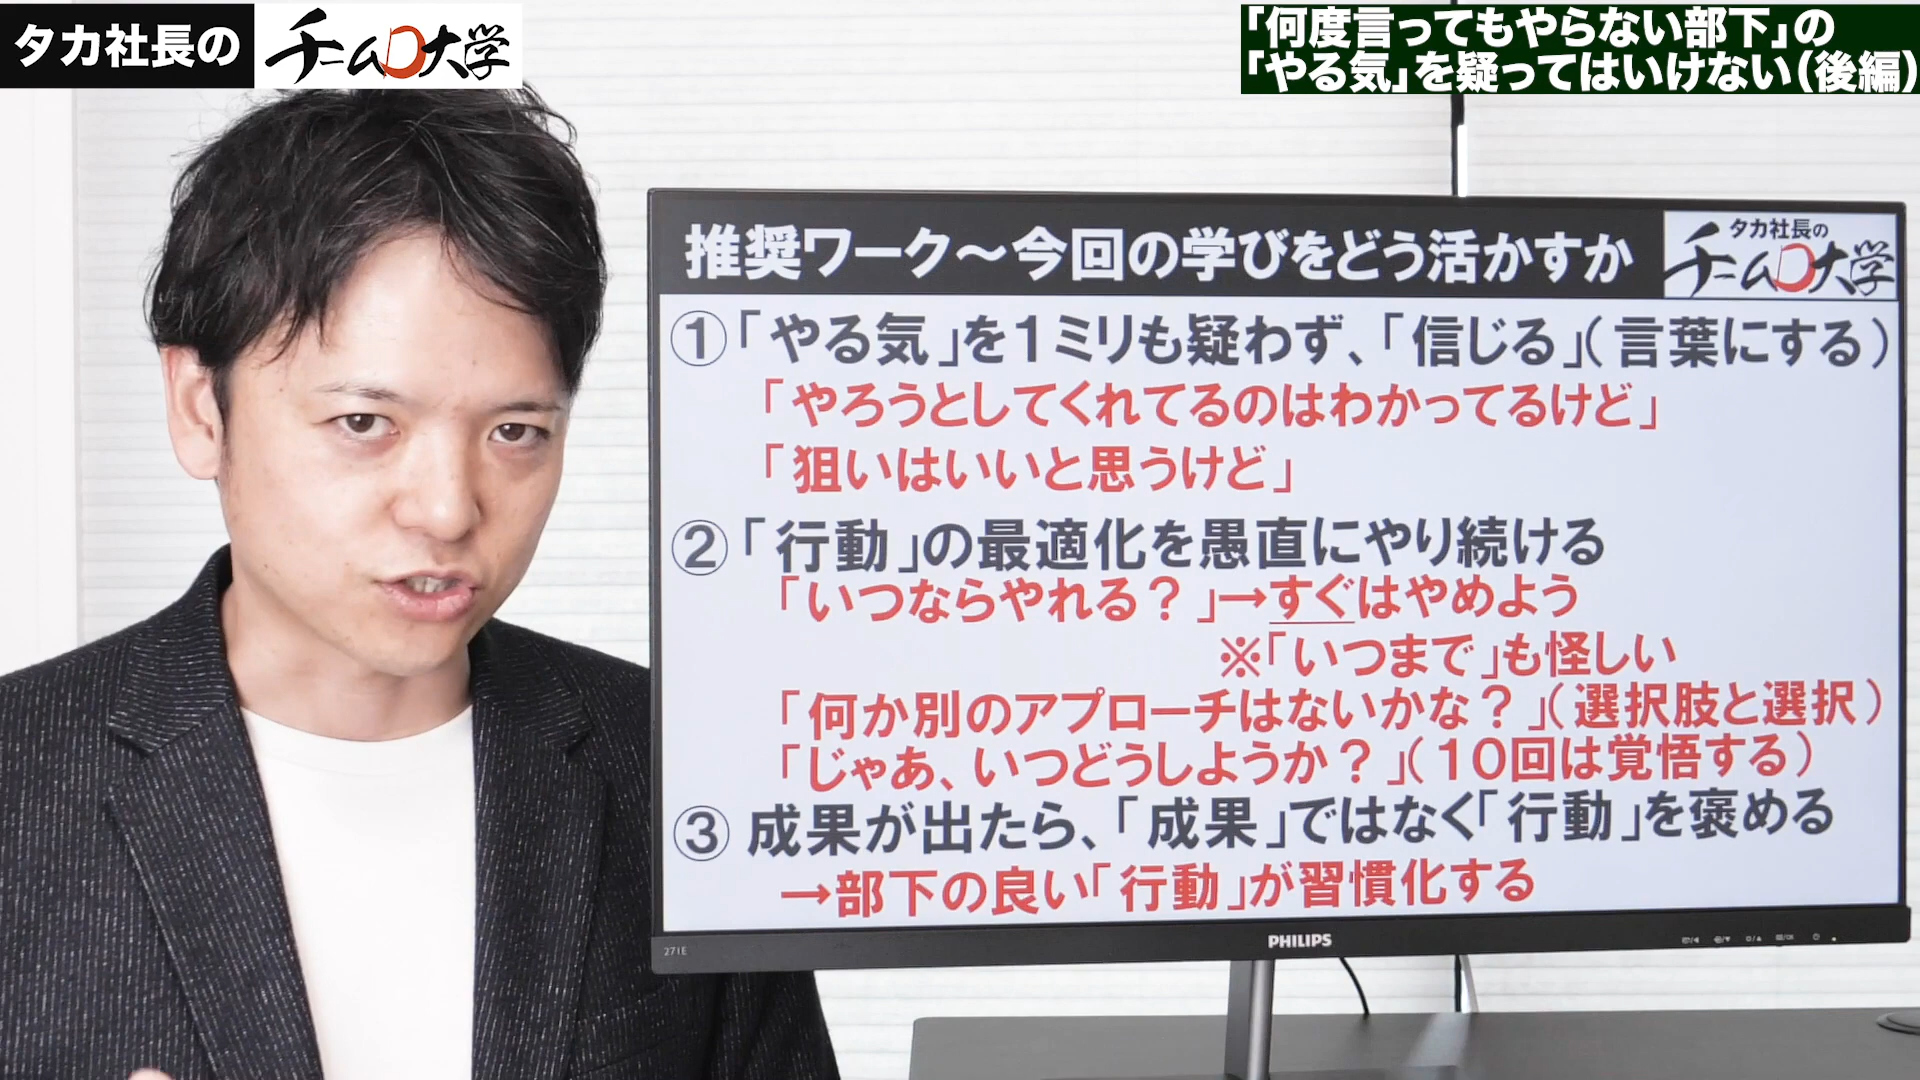 タカ社長の
チームD大学
「何度言ってもやらない部下」の
「やる気」を疑ってはいけない(後編)
推奨ワーク～今回の学びをどう活かすか
タカ社長の
チームD大学
①「やる気」を1ミリも疑わず、「信じる」(言葉にする)
「やろうとしてくれてるのはわかってるけど」
「狙いはいいと思うけど」
②「行動」の最適化を愚直にやり続ける
「いつならやれる？」→すぐはやめよう
※「いつまで」も怪しい
「何か別のアプローチはないかな？」(選択肢と選択)
「じゃあ、いつどうしようか？」(10回は覚悟する)
③成果が出たら、「成果」ではなく「行動」を褒める
→部下の良い「行動」が習慣化する
271E
PHILIPS